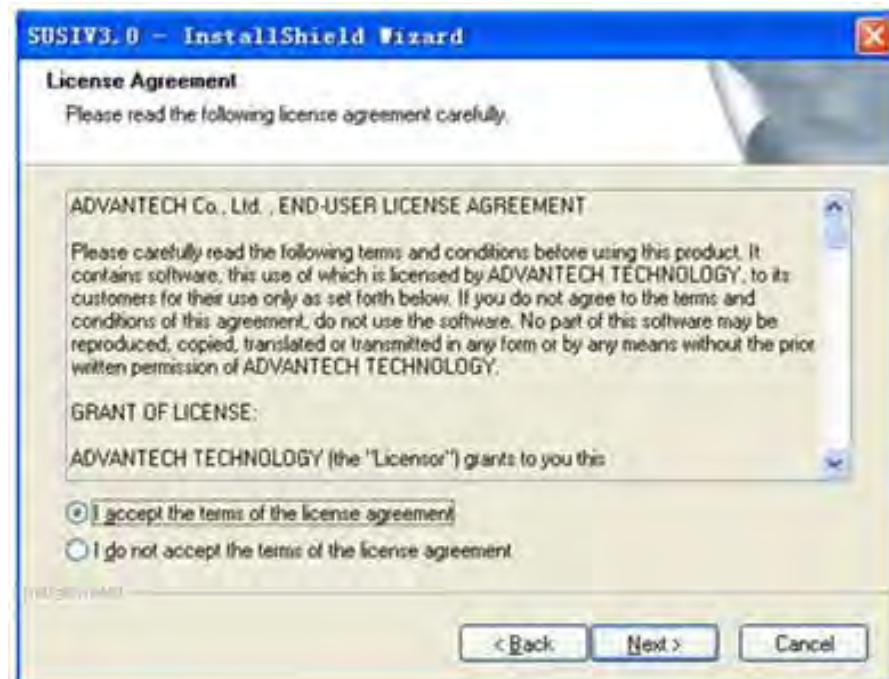 SUSIV3.0 - InstallShield Wizard
License Agreement
Please read the following license agreement carefully.
ADVANTECH Co., Ltd. , END-USER LICENSE AGREEMENT
Please carefully read the following terms and conditions before using this product. It
contains software, this use of which is licensed by ADVANTECH TECHNOLOGY, to its
customers for their use only as set forth below. If you do not agree to the terms and
conditions of this agreement, do not use the software. No part of this software may be
reproduced, copied, translated or transmitted in any form or by any means without the prior
written permission of ADVANTECH TECHNOLOGY.
GRANT OF LICENSE:
ADVANTECH TECHNOLOGY (the "Licensor") grants to you this
I accept the terms of the license agreement
I do not accept the terms of the license agreement
InstallShield
< Back Next > Cancel